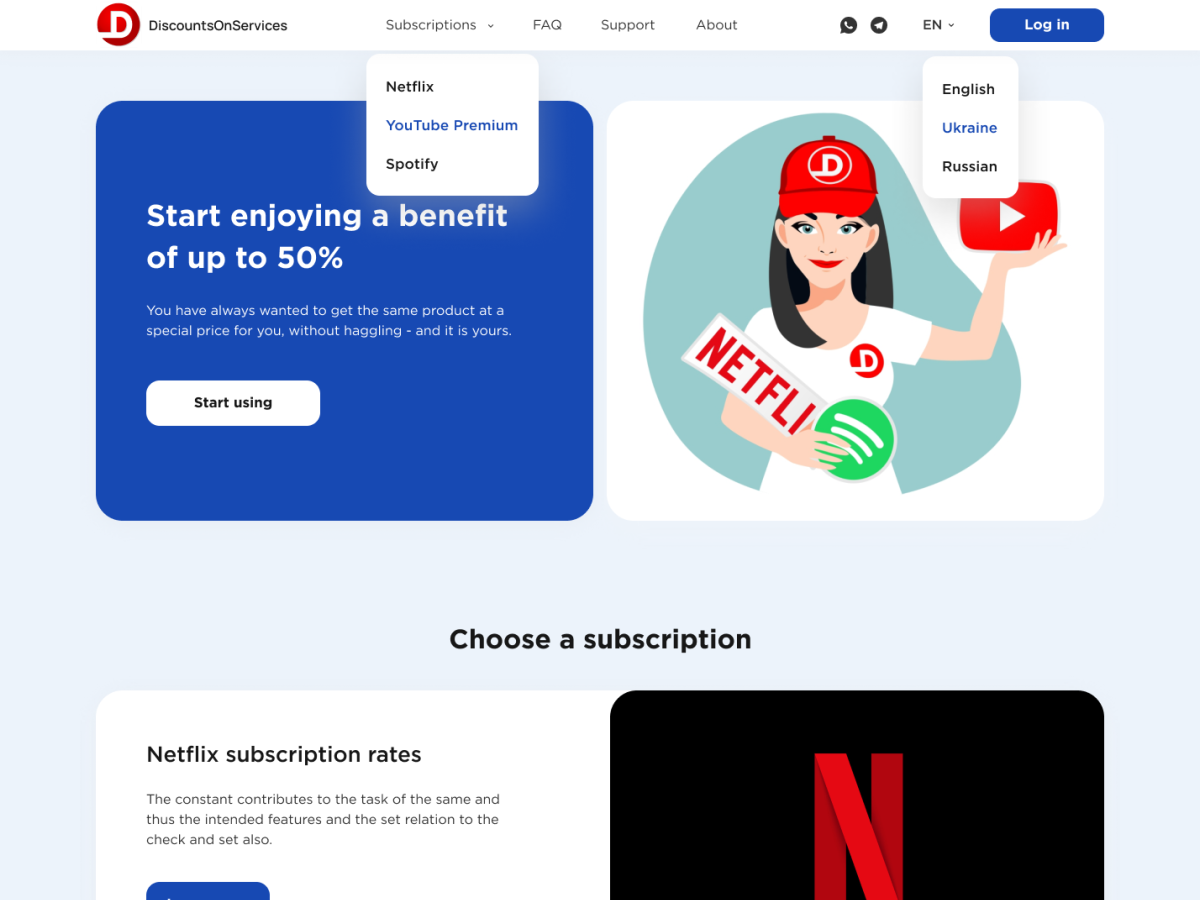 D DiscountsOnServices
Subscriptions
FAQ
Support
About
EN
Log in
Netflix
YouTube Premium
Spotify
English
Ukraine
Russian
Start enjoying a benefit
of up to 50%
You have always wanted to get the same product at a
special price for you, without haggling - and it is yours.
Start using
D
D
NETFLI
Choose a subscription
Netflix subscription rates
The constant contributes to the task of the same and
thus the intended features and the set relation to the
check and set also.
N